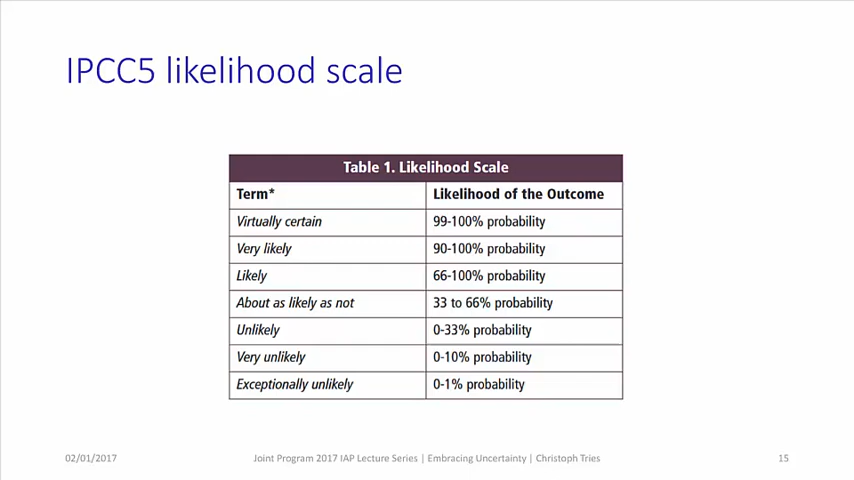 IPCC5 likelihood scale
Table 1. Likelihood Scale
Term* Likelihood of the Outcome
Virtually certain 99-100% probability
Very likely 90-100% probability
Likely 66-100% probability
About as likely as not 33 to 66% probability
Unlikely 0-33% probability
Very unlikely 0-10% probability
Exceptionally unlikely 0-1% probability
02/01/2017 Joint Program 2017 IAP Lecture Series | Embracing Uncertainty | Christoph Tries 15